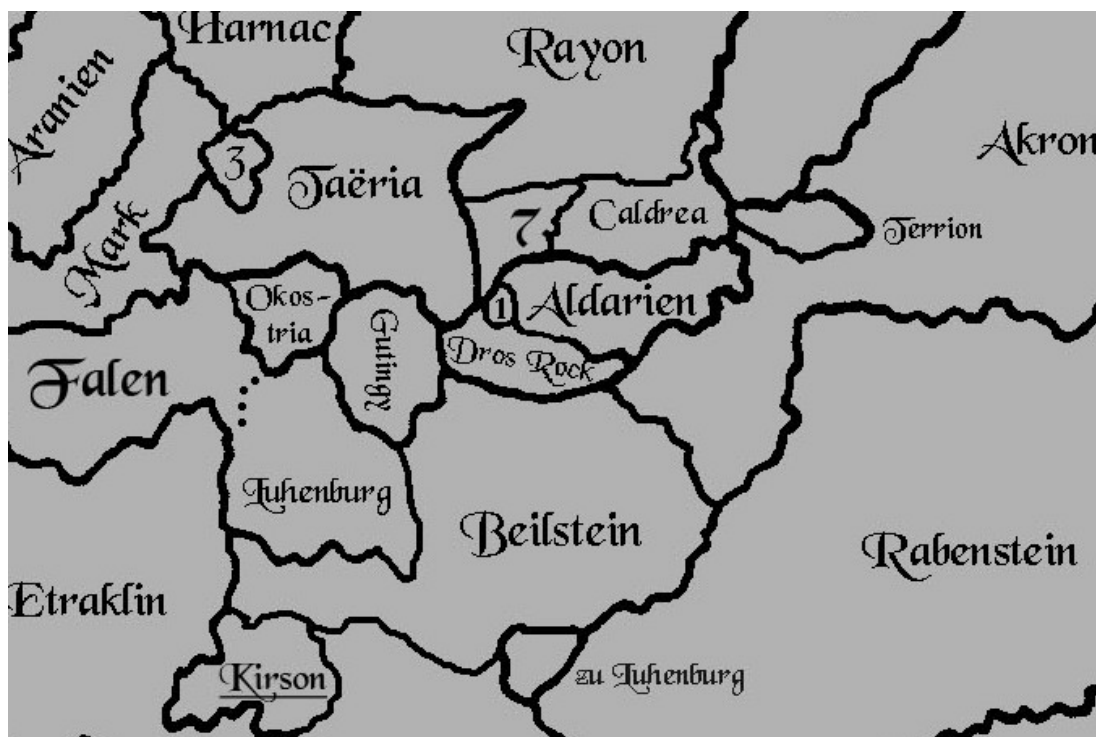 Harnac
Rayon
Aranien
Akron
3
Taëria
Mark
7
Caldrea
Terrion
Okos-
tria
1
Aldarien
Guingy
Dros Rock
Falen
Luhenburg
Beilstein
Rabenstein
Etraklin
Kirson
zu Luhenburg